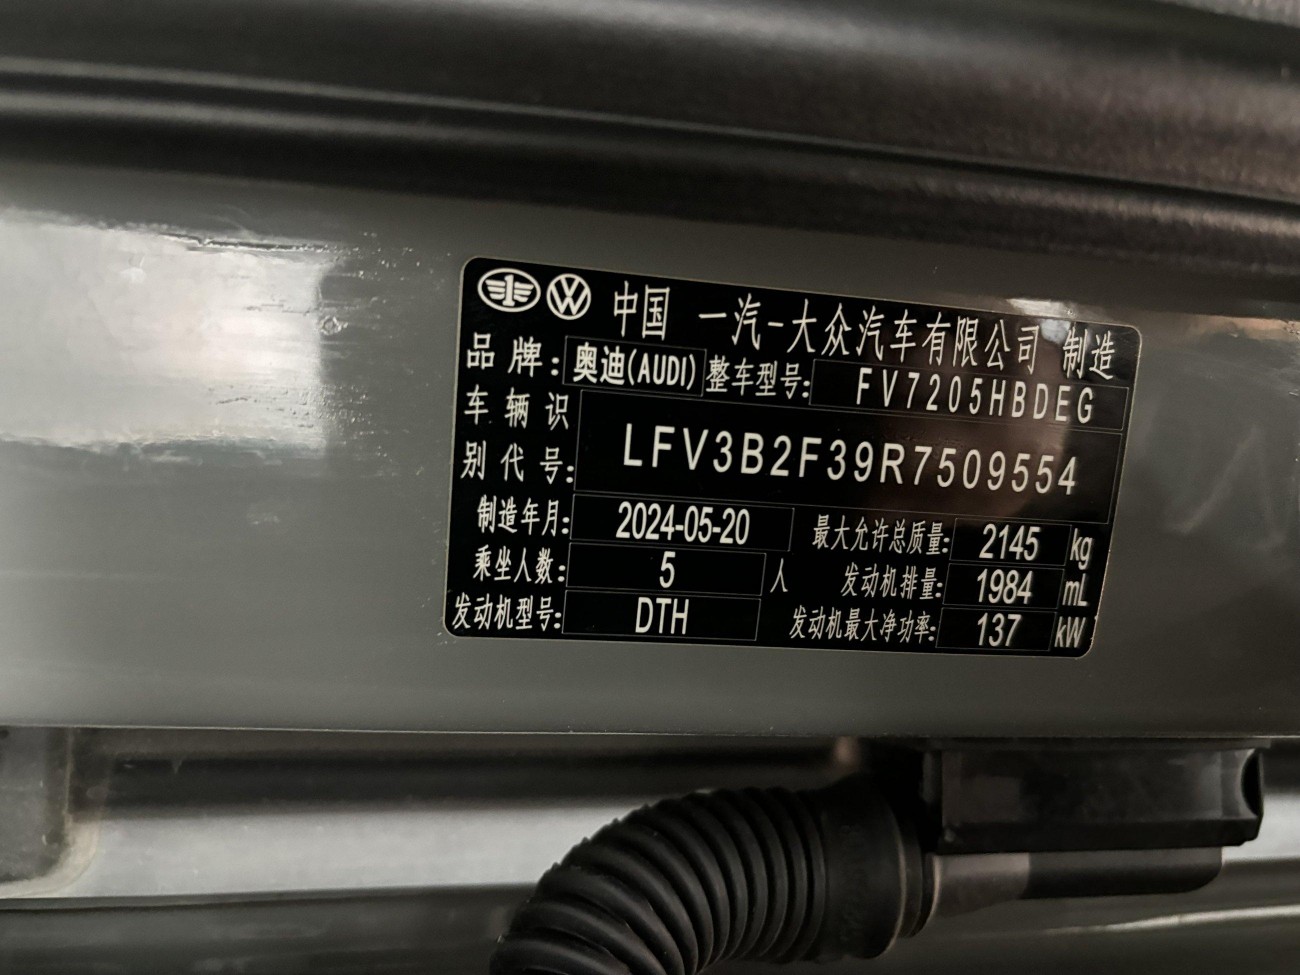 中国 一汽-大众汽车有限公司 制造
品牌: 奥迪(AUDI) 整车型号: FV7205HBDEG
车辆识
别代号: LFV3B2F39R7509554
制造年月: 2024-05-20 最大允许总质量: 2145 kg
乘坐人数: 5 人 发动机排量: 1984 mL
发动机型号: DTH 发动机最大净功率: 137 kW